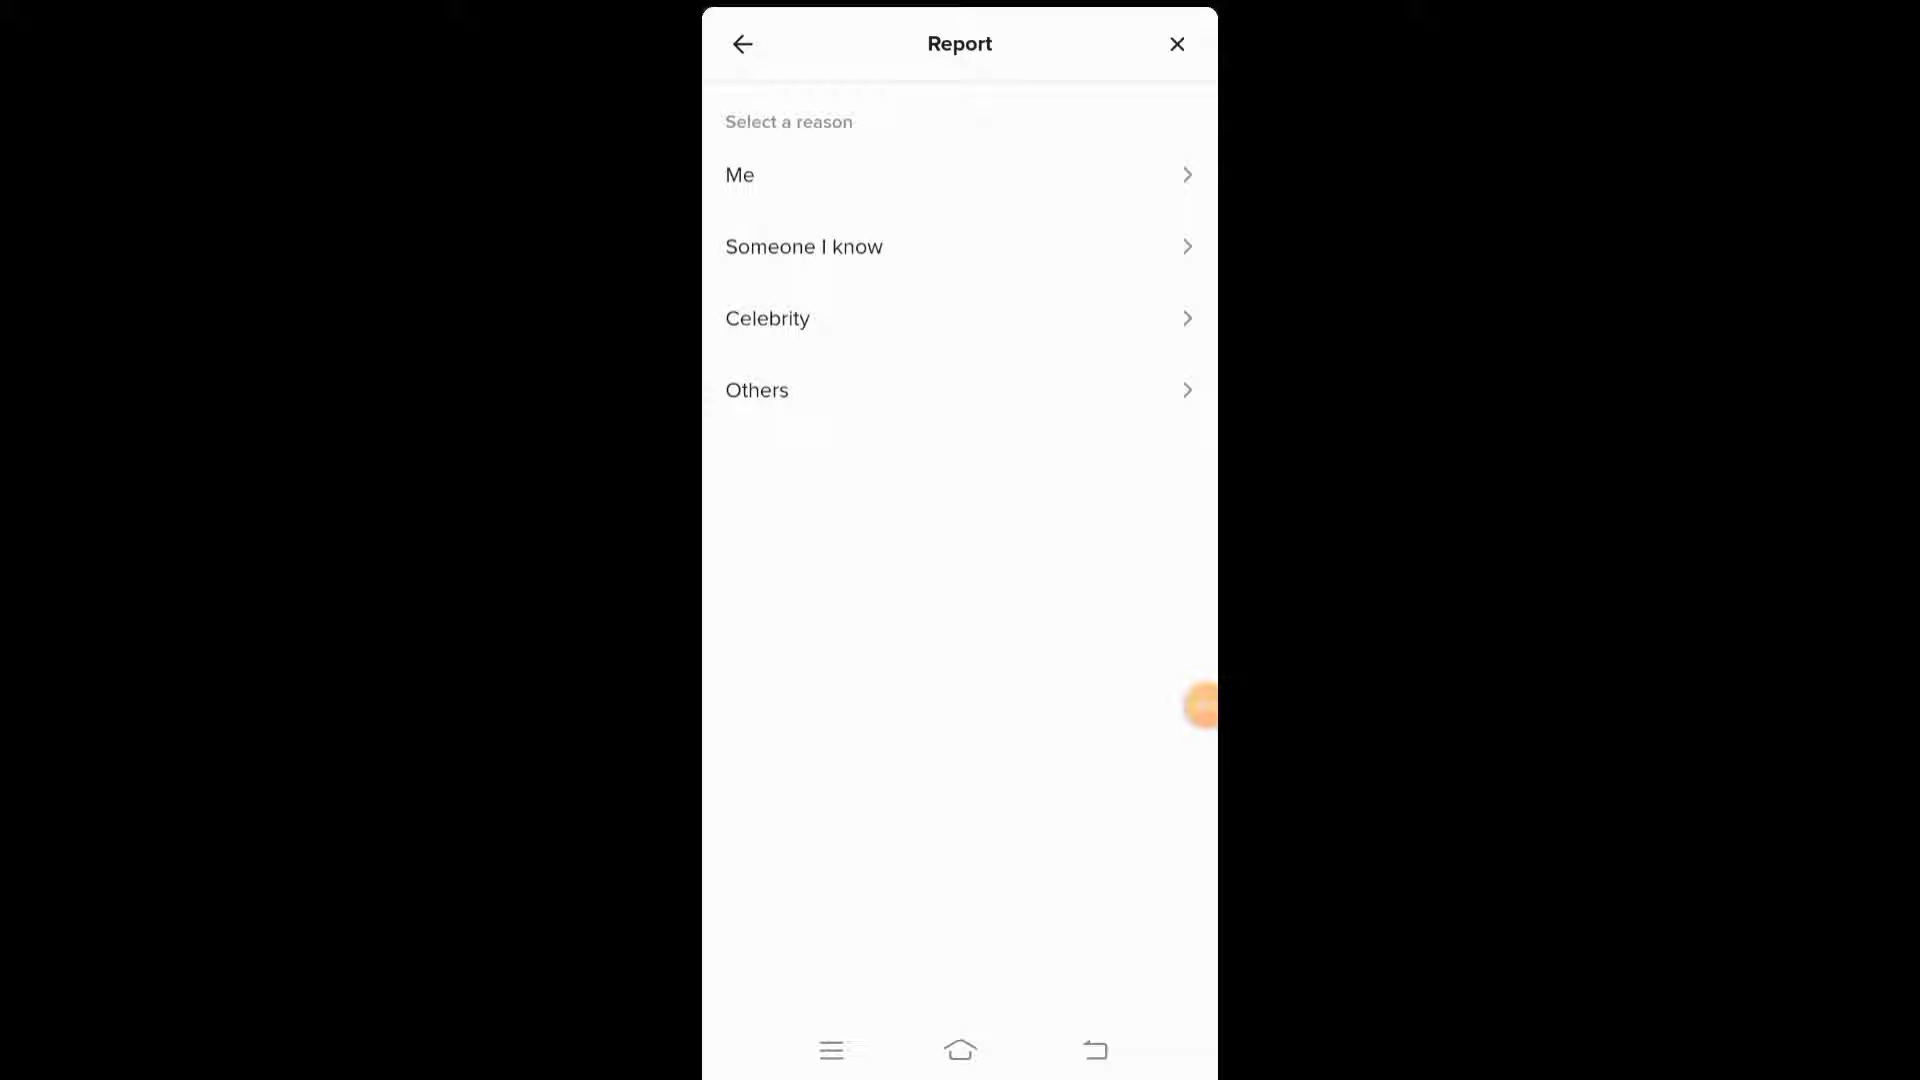 Report
Select a reason
Me
Someone I know
Celebrity
Others